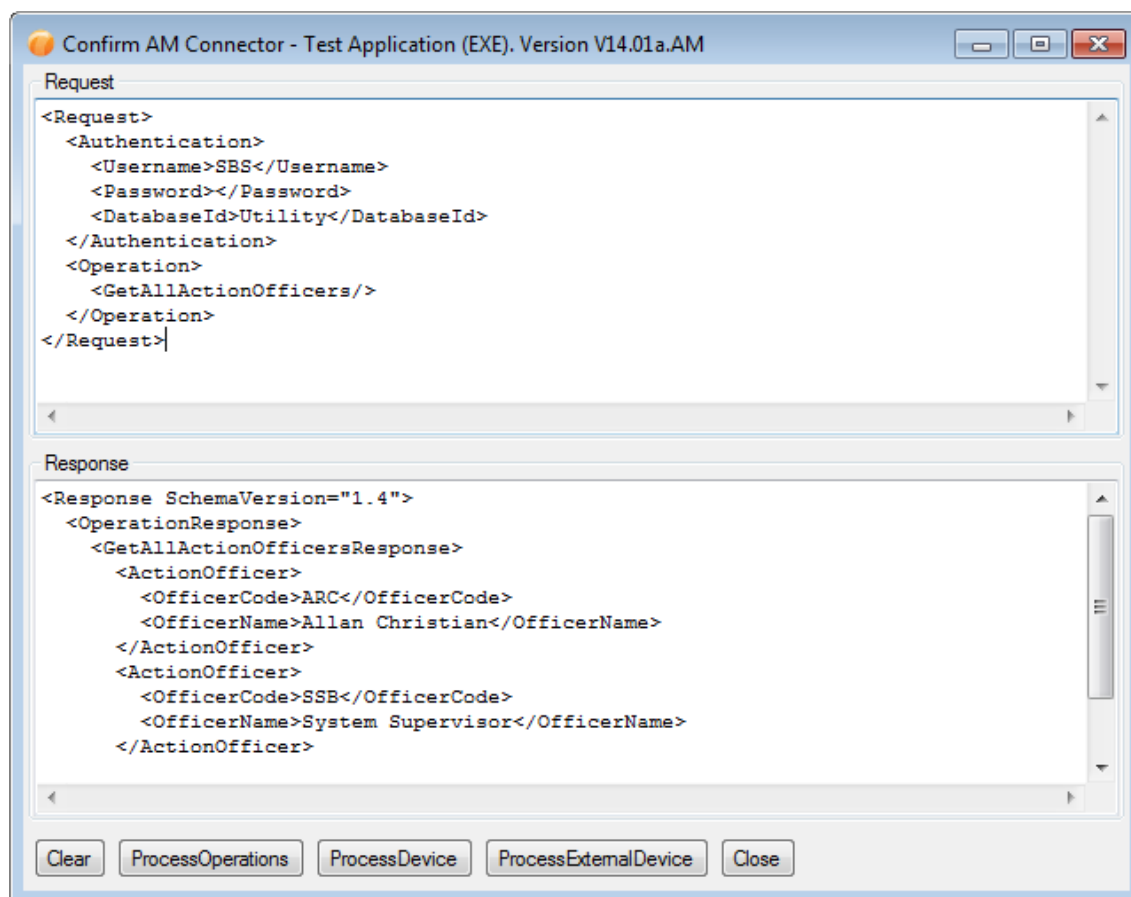 Confirm AM Connector - Test Application (EXE). Version V14.01a.AM
Request
<Request>
  <Authentication>
    <Username>SBS</Username>
    <Password></Password>
    <DatabaseId>Utility</DatabaseId>
  </Authentication>
  <Operation>
    <GetAllActionOfficers/>
  </Operation>
</Request>
Response
<Response SchemaVersion="1.4">
  <OperationResponse>
    <GetAllActionOfficersResponse>
      <ActionOfficer>
        <OfficerCode>ARC</OfficerCode>
        <OfficerName>Allan Christian</OfficerName>
      </ActionOfficer>
      <ActionOfficer>
        <OfficerCode>SSB</OfficerCode>
        <OfficerName>System Supervisor</OfficerName>
      </ActionOfficer>
Clear ProcessOperations ProcessDevice ProcessExternalDevice Close